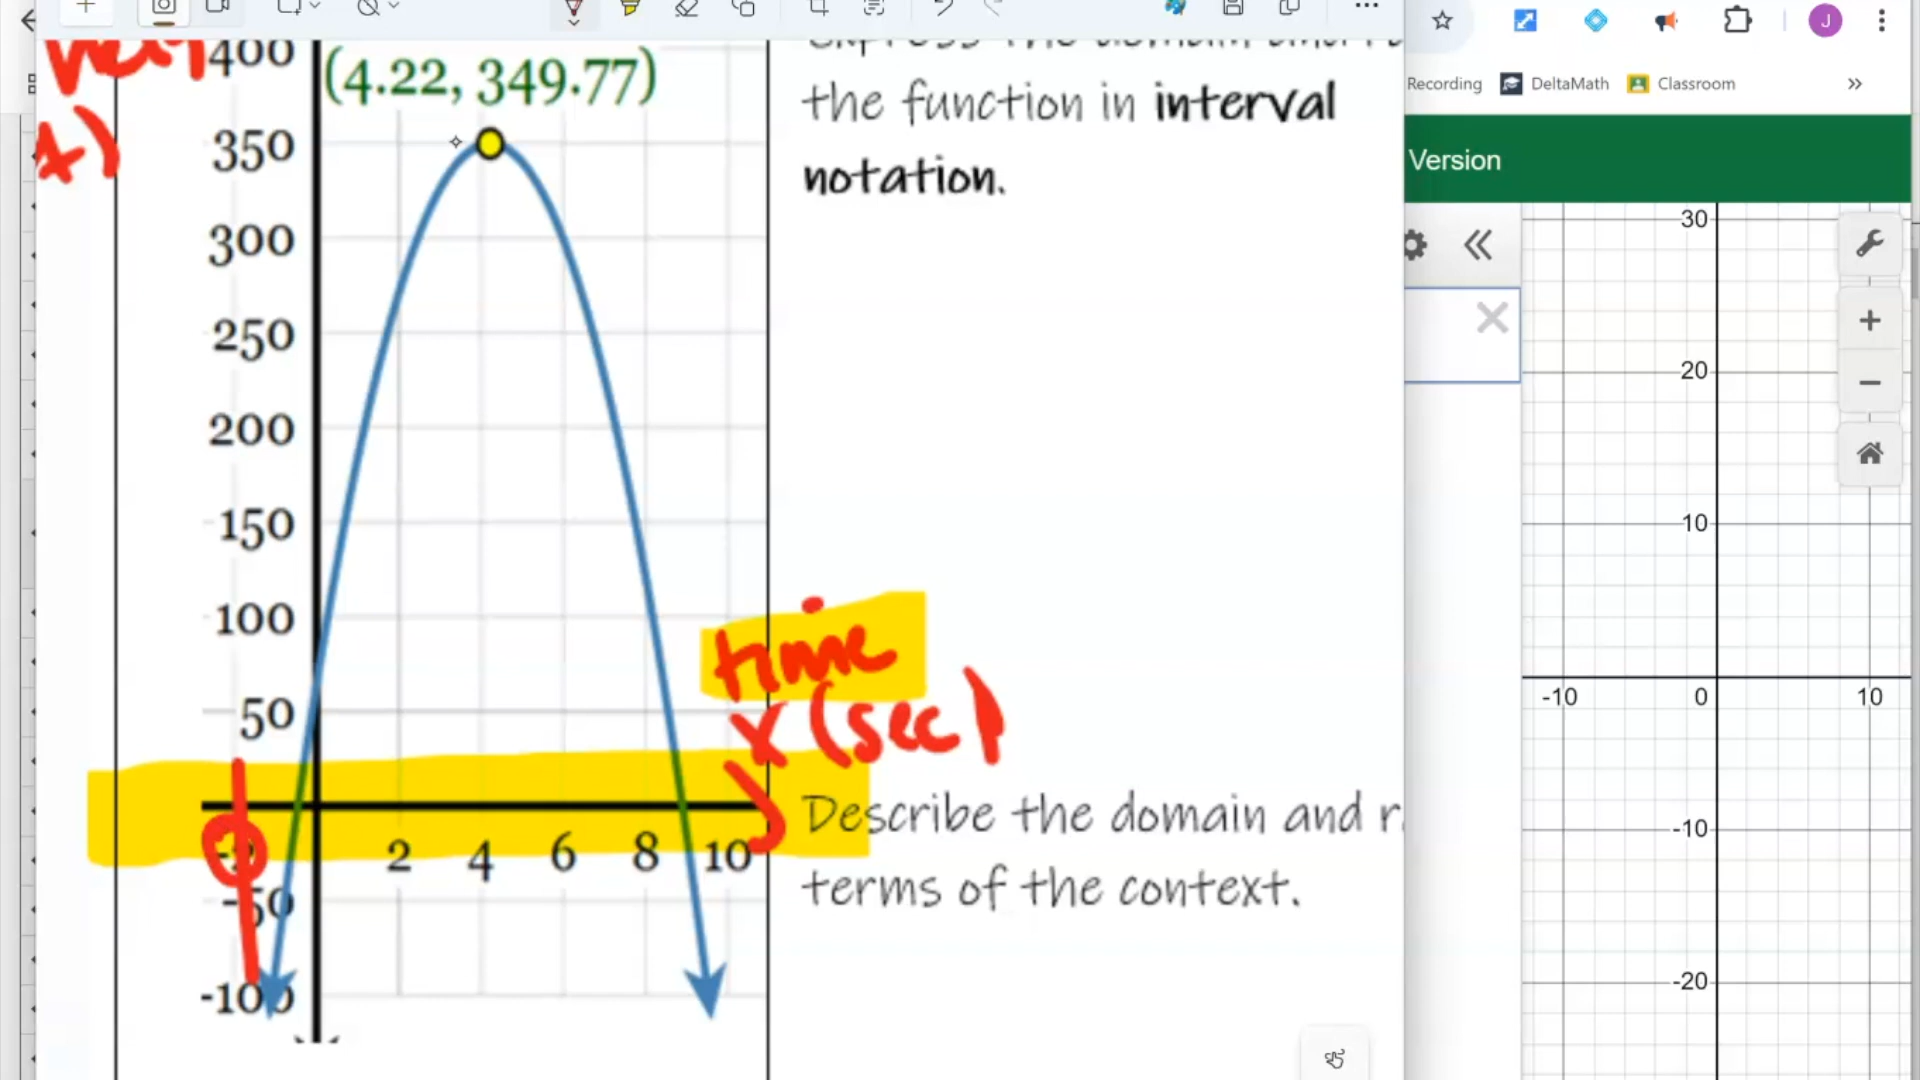 400
(4.22, 349.77)
350
300
250
200
150
100
50
-50
-100
2
4
6
8
10
time
x (sec)
the function in interval
notation.
Describe the domain and
terms of the context.
Recording
DeltaMath
Classroom
J
Version
30
20
10
-10
0
10
-10
-20